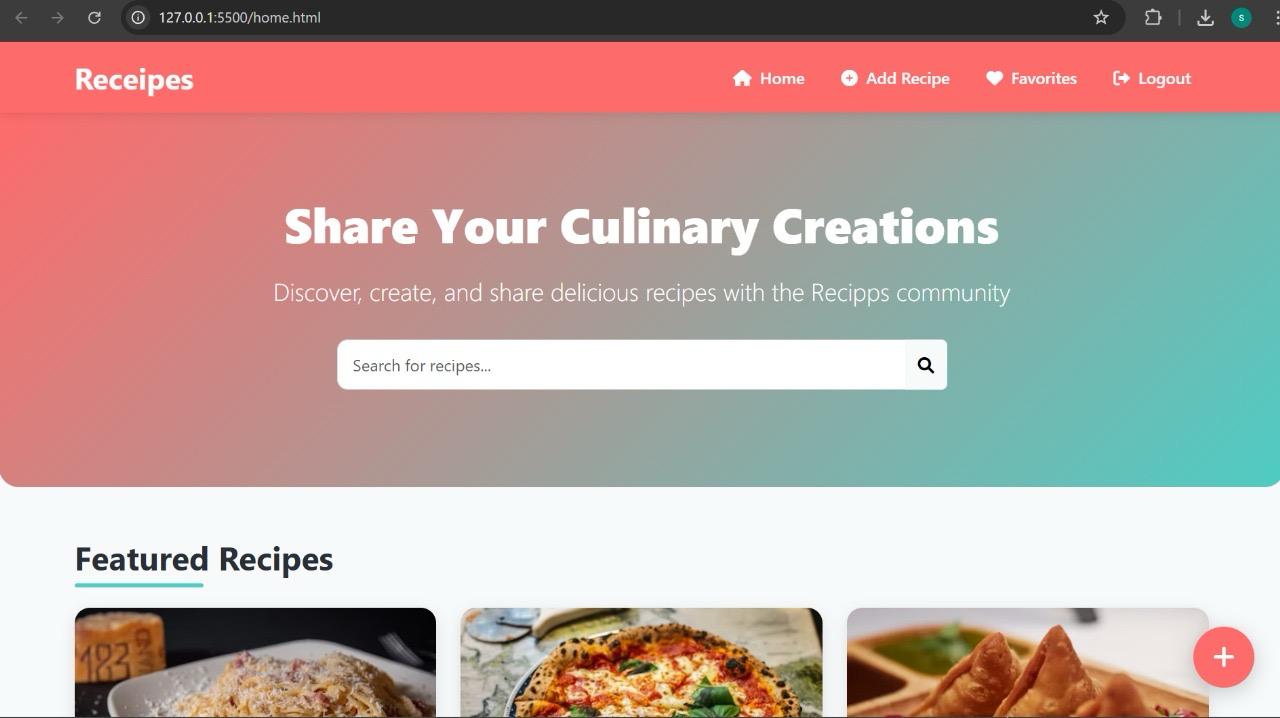 127.0.0.1:5500/home.html
S
Receipes
Home
Add Recipe
Favorites
Logout
Share Your Culinary Creations
Discover, create, and share delicious recipes with the Recipps community
Search for recipes...
Featured Recipes